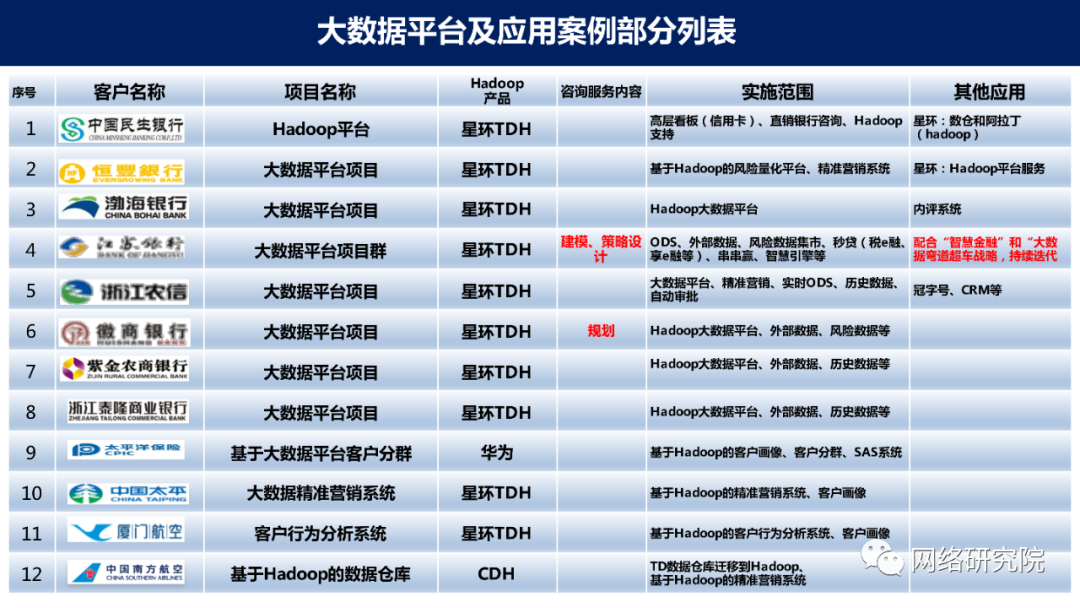 大数据平台及应用案例部分列表
序号 客户名称 项目名称 Hadoop 产品 咨询服务内容 实施范围 其他应用
1 中国民生银行 CHINA MINSHENG BANKING CORP.,LTD. Hadoop平台 星环TDH 高层看板（信用卡）、直销银行咨询、Hadoop 星环：数仓和阿拉丁
支持 （hadoop）
2 恒豐銀行 EVERGROWING BANK 大数据平台项目 星环TDH 基于Hadoop的风险量化平台、精准营销系统 星环：Hadoop平台服务
3 渤海银行 CHINA BOHAI BANK 大数据平台项目 星环TDH Hadoop大数据平台 内评系统
4 江苏银行 BANK OF JIANGSU 大数据平台项目群 星环TDH 建模、策略设 ODS、外部数据、风险数据集市、秒贷（税e融、 配合“智慧金融”和“大数
计 享e融等）、串串赢、智慧引擎等 据弯道超车战略，持续迭代
5 浙江农信 大数据平台项目 星环TDH 大数据平台、精准营销、实时ODS、历史数据、 冠字号、CRM等
自动审批
6 徽商银行 HUISHANG BANK 大数据平台项目 星环TDH 规划 Hadoop大数据平台、外部数据、风险数据等
7 紫金农商银行 ZIJIN RURAL COMMERCIAL BANK 大数据平台项目 星环TDH Hadoop大数据平台、外部数据、历史数据等
8 浙江泰隆商业银行 ZHEJIANG TAILONG COMMERCIAL BANK 大数据平台项目 星环TDH Hadoop大数据平台、外部数据、历史数据等
9 太平洋保险 CPIC 基于大数据平台客户分群 华为 基于Hadoop的客户画像、客户分群、SAS系统
10 中国太平 CHINA TAIPING 大数据精准营销系统 星环TDH 基于Hadoop的精准营销系统、客户画像
11 厦门航空 客户行为分析系统 星环TDH 基于Hadoop的客户行为分析系统、客户画像
12 中国南方航空 CHINA SOUTHERN AIRLINES 基于Hadoop的数据仓库 CDH TD数据仓库迁移到Hadoop、
基于Hadoop的精准营销系统
网络研究院